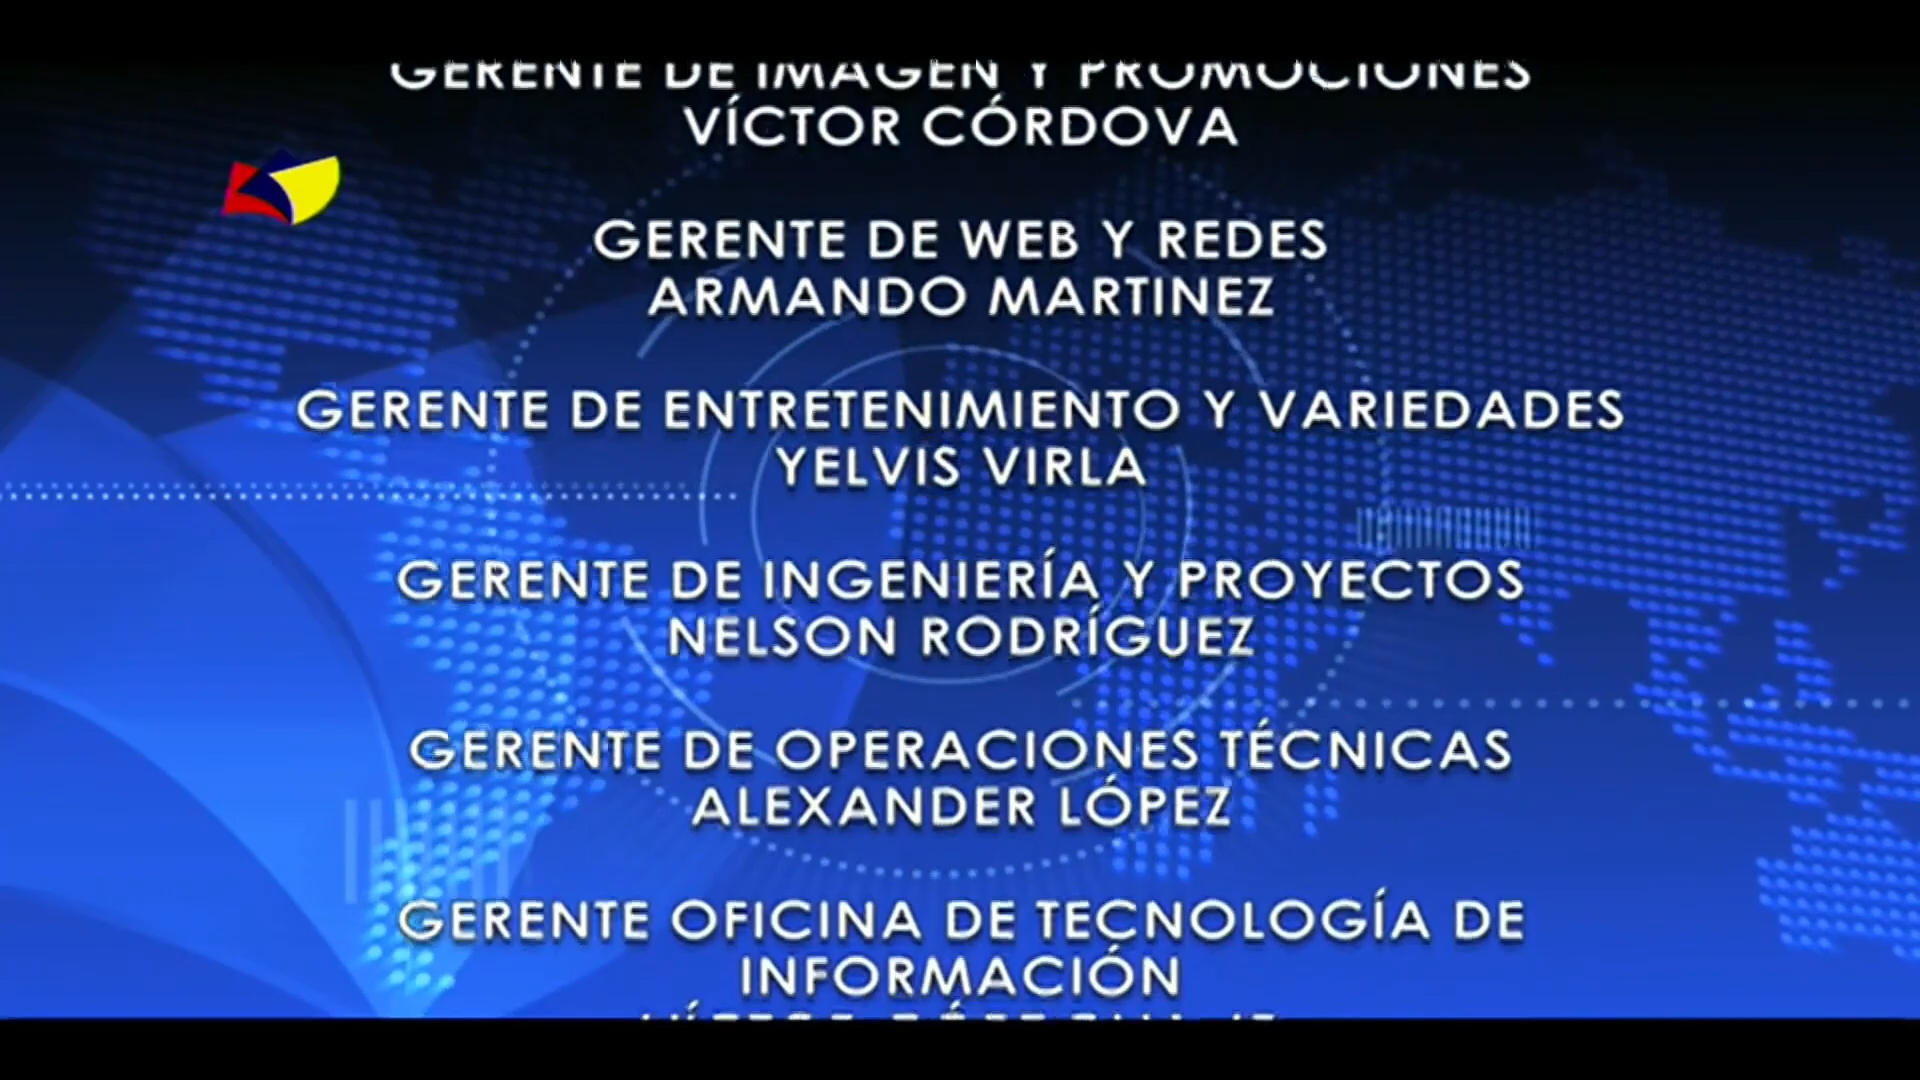 GERENTE DE IMAGEN Y PROMOCIONES
VÍCTOR CÓRDOVA
GERENTE DE WEB Y REDES
ARMANDO MARTINEZ
GERENTE DE ENTRETENIMIENTO Y VARIEDADES
YELVIS VIRLA
GERENTE DE INGENIERÍA Y PROYECTOS
NELSON RODRÍGUEZ
GERENTE DE OPERACIONES TÉCNICAS
ALEXANDER LÓPEZ
GERENTE OFICINA DE TECNOLOGÍA DE
INFORMACIÓN